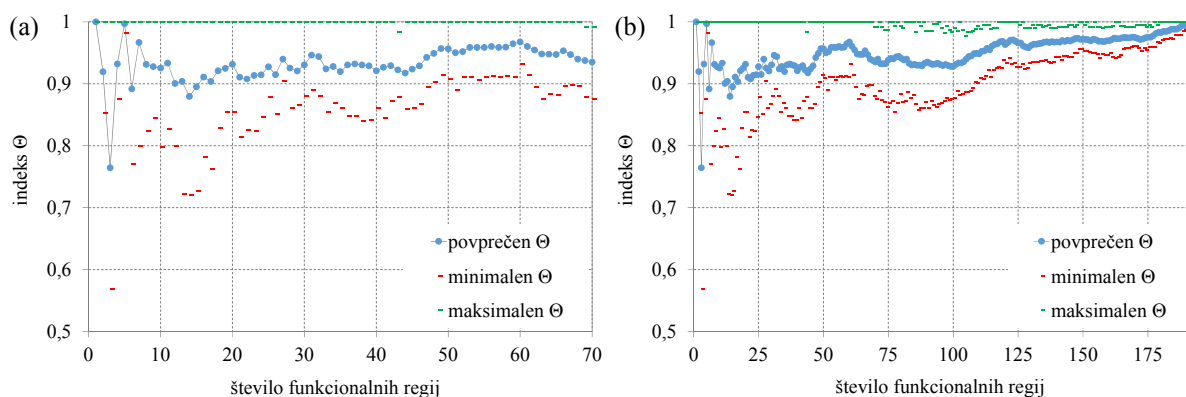 (a)
indeks Θ
1
0,9
0,8
0,7
0,6
0,5
0 10 20 30 40 50 60 70
število funkcionalnih regij
povprečen Θ
minimalen Θ
maksimalen Θ
(b)
indeks Θ
1
0,9
0,8
0,7
0,6
0,5
0 25 50 75 100 125 150 175
število funkcionalnih regij
povprečen Θ
minimalen Θ
maksimalen Θ